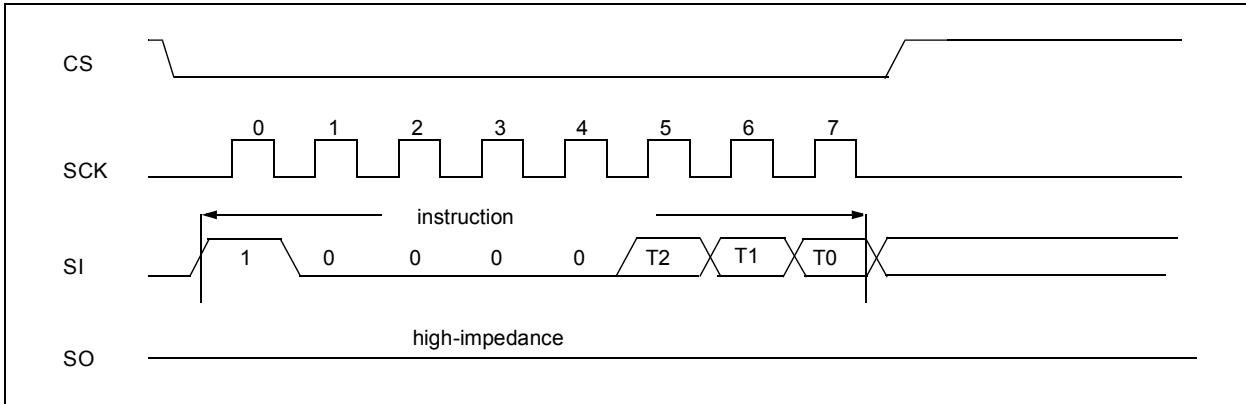 CS
0 1 2 3 4 5 6 7
SCK
instruction
SI 1 0 0 0 0 T2 T1 T0
high-impedance
SO